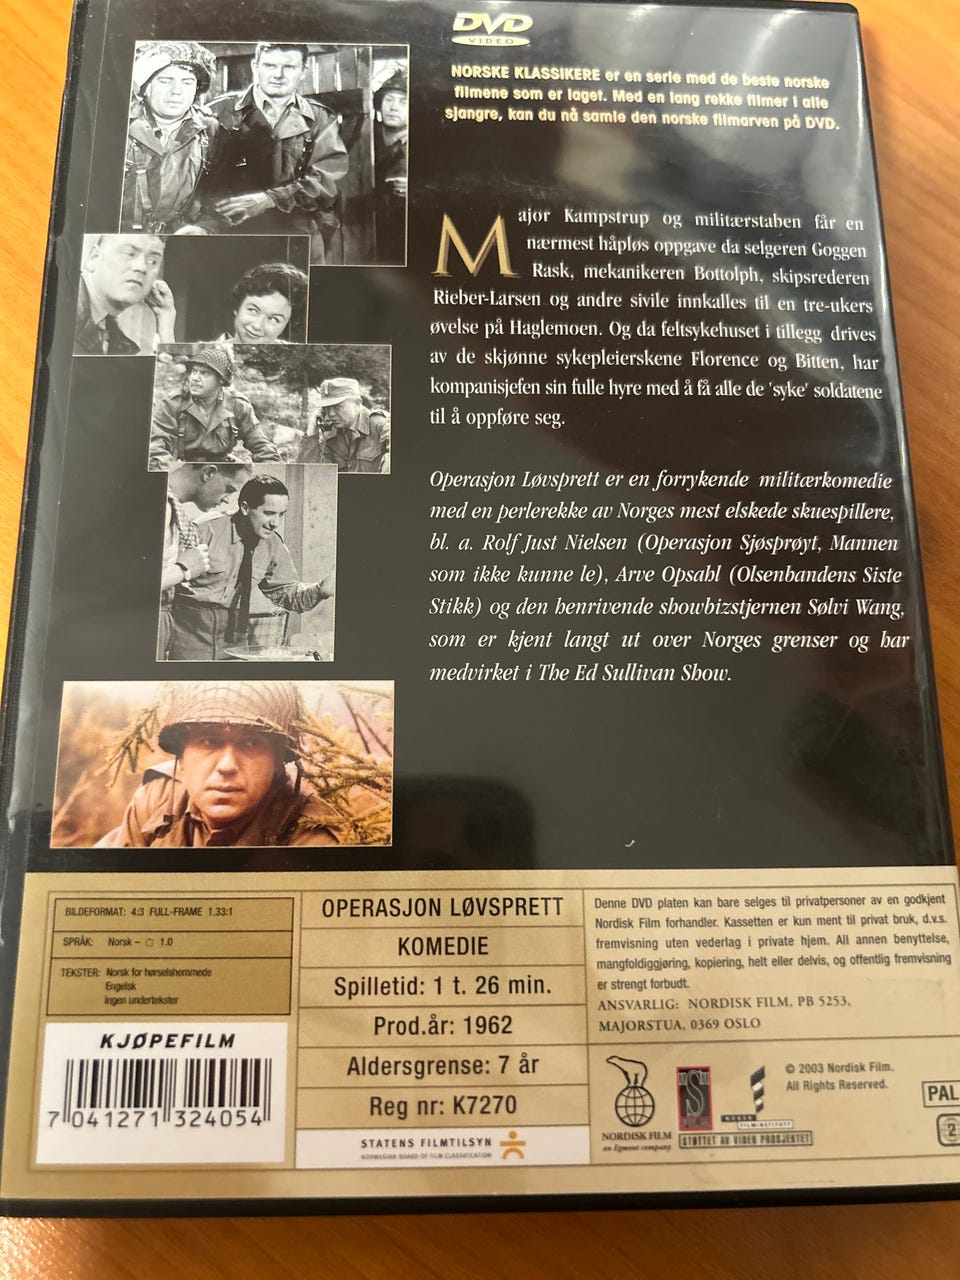 DVD
VIDEO
NORSKE KLASSIKERE er en serie med de beste norske
filmene som er laget. Med en lang rekke filmer i alle
sjangre, kan du nå samle den norske filmarven på DVD.
Major Kampstrup og militærstaben får en
nærmest håpløs oppgave da selgeren Goggen
Rask, mekanikeren Bottolph, skipsrederen
Rieber-Larsen og andre sivile innkalles til en tre-ukers
øvelse på Haglemoen. Og da feltsykehuset i tillegg drives
av de skjønne sykepleierskene Florence og Bitten, har
kompanisjefen sin fulle hyre med å få alle de 'syke' soldatene
til å oppføre seg.
Operasjon Løvsprett er en forrykende militærkomedie
med en perlerekke av Norges mest elskede skuespillere,
bl. a. Rolf Just Nielsen (Operasjon Sjøsprøyt, Mannen
som ikke kunne le), Arve Opsahl (Olsenbandens Siste
Stikk) og den henrivende showbizstjernen Sølvi Wang,
som er kjent langt ut over Norges grenser og har
medvirket i The Ed Sullivan Show.
BILDEFORMAT: 4:3 FULL-FRAME 1.33:1
SPRÅK: Norsk – 1.0
TEKSTER: Norsk for hørselshemmede
Engelsk
Ingen undertekster
KJØPEFILM
7 041271 324054
OPERASJON LØVSPRETT
KOMEDIE
Spilletid: 1 t. 26 min.
Prod.år: 1962
Aldersgrense: 7 år
Reg nr: K7270
STATENS FILMTILSYN
NORWEGIAN BOARD OF FILM CLASSIFICATION
Denne DVD platen kan bare selges til privatpersoner av en godkjent
Nordisk Film forhandler. Kassetten er kun ment til privat bruk, d.v.s.
fremvisning uten vederlag i private hjem. All annen benyttelse,
mangfoldiggjøring, kopiering, helt eller delvis, og offentlig fremvisning
er strengt forbudt.
ANSVARLIG: NORDISK FILM, PB 5253,
MAJORSTUA, 0369 OSLO
NORDISK FILM
an Egmont company
NORSK
FILMINSTITUTT
STØTTET AV VIDEO PROSJEKTET
© 2003 Nordisk Film.
All Rights Reserved.
PAL
2